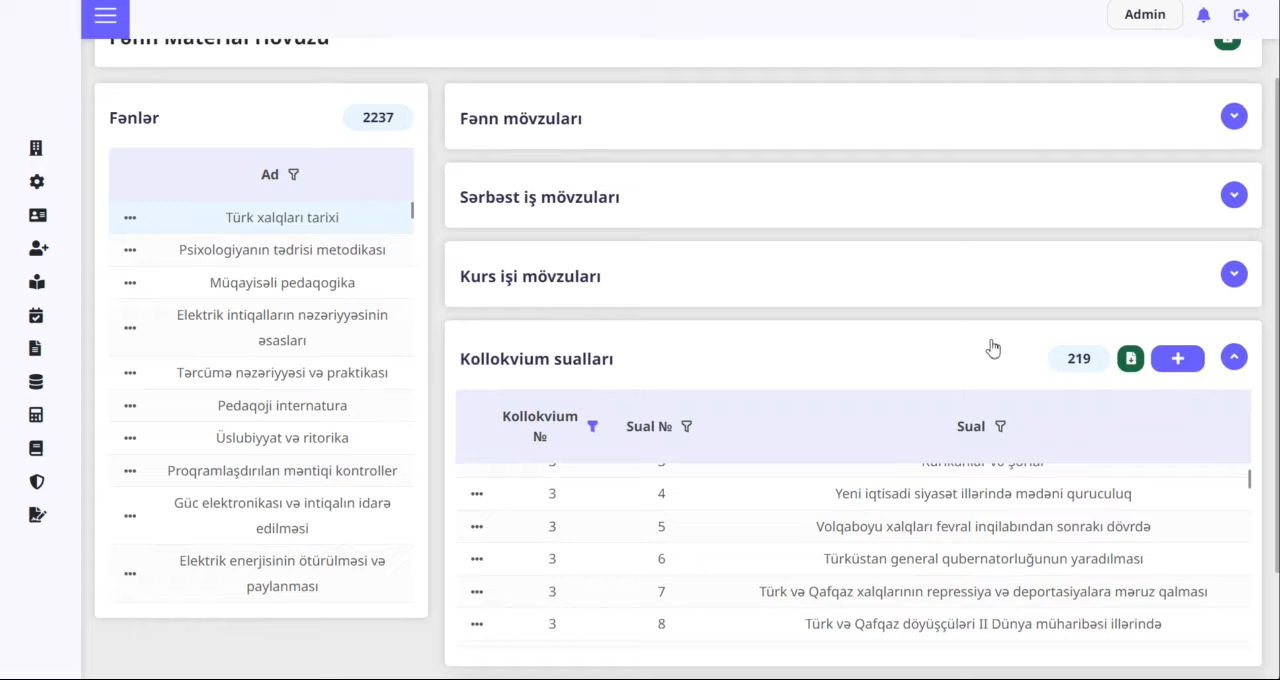 Admin
Fənn Material Hovuzu
Fənlər
2237
Ad
Türk xalqları tarixi
Psixologiyanın tədrisi metodikası
Müqayisəli pedaqogika
Elektrik intiqalların nəzəriyyəsinin
əsasları
Tərcümə nəzəriyyəsi və praktikası
Pedaqoji internatura
Üslubiyyat və ritorika
Proqramlaşdırılan məntiqi kontroller
Güc elektronikası və intiqalın idarə
edilməsi
Elektrik enerjisinin ötürülməsi və
paylanması
Fənn mövzuları
Sərbəst iş mövzuları
Kurs işi mövzuları
Kollokvium sualları
219
Kollokvium
№
Sual №
Sual
3 4 Yeni iqtisadi siyasət illərində mədəni quruculuq
3 5 Volqaboyu xalqları fevral inqilabından sonrakı dövrdə
3 6 Türküstan general qubernatorluğunun yaradılması
3 7 Türk və Qafqaz xalqlarının repressiya və deportasiyalara məruz qalması
3 8 Türk və Qafqaz döyüşçüləri II Dünya müharibəsi illərində